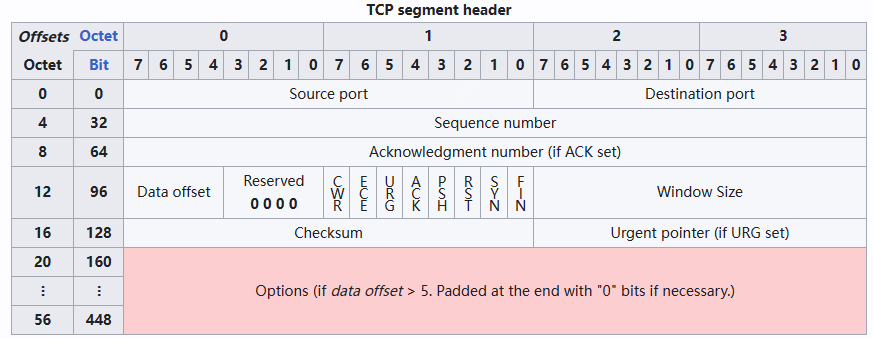 TCP segment header
Offsets Octet 0 1 2 3
Octet Bit 7 6 5 4 3 2 1 0 7 6 5 4 3 2 1 0 7 6 5 4 3 2 1 0 7 6 5 4 3 2 1 0
0 0 Source port Destination port
4 32 Sequence number
8 64 Acknowledgment number (if ACK set)
12 96 Data offset Reserved 0 0 0 0 CWR ECE URG ACK PSH RST SYN FIN Window Size
16 128 Checksum Urgent pointer (if URG set)
20 160
⋮ ⋮ Options (if data offset > 5. Padded at the end with "0" bits if necessary.)
56 448